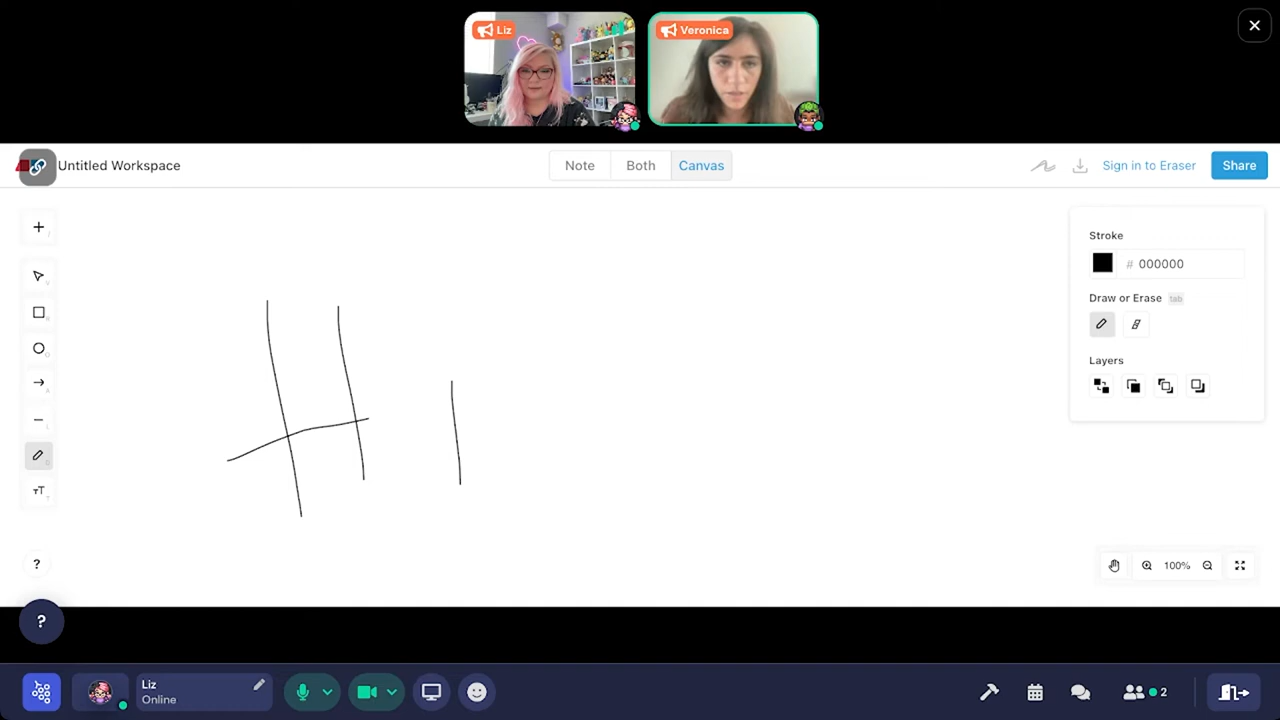 Liz
Veronica
Untitled Workspace
Note
Both
Canvas
Sign in to Eraser
Share
Stroke
# 000000
Draw or Erase tab
Layers
HI
TT
?
100%
?
Liz
Online
2